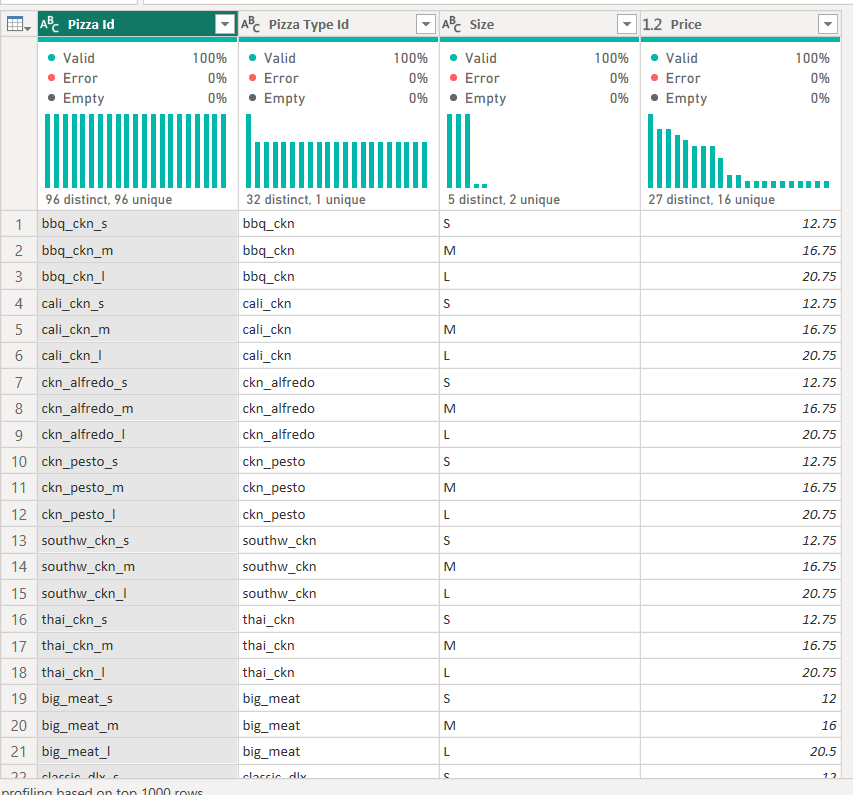 ABC Pizza Id ABC Pizza Type Id ABC Size 1.2 Price
Valid 100% Valid 100% Valid 100% Valid 100%
Error 0% Error 0% Error 0% Error 0%
Empty 0% Empty 0% Empty 0% Empty 0%
96 distinct, 96 unique 32 distinct, 1 unique 5 distinct, 2 unique 27 distinct, 16 unique
1 bbq_ckn_s bbq_ckn S 12.75
2 bbq_ckn_m bbq_ckn M 16.75
3 bbq_ckn_l bbq_ckn L 20.75
4 cali_ckn_s cali_ckn S 12.75
5 cali_ckn_m cali_ckn M 16.75
6 cali_ckn_l cali_ckn L 20.75
7 ckn_alfredo_s ckn_alfredo S 12.75
8 ckn_alfredo_m ckn_alfredo M 16.75
9 ckn_alfredo_l ckn_alfredo L 20.75
10 ckn_pesto_s ckn_pesto S 12.75
11 ckn_pesto_m ckn_pesto M 16.75
12 ckn_pesto_l ckn_pesto L 20.75
13 southw_ckn_s southw_ckn S 12.75
14 southw_ckn_m southw_ckn M 16.75
15 southw_ckn_l southw_ckn L 20.75
16 thai_ckn_s thai_ckn S 12.75
17 thai_ckn_m thai_ckn M 16.75
18 thai_ckn_l thai_ckn L 20.75
19 big_meat_s big_meat S 12
20 big_meat_m big_meat M 16
21 big_meat_l big_meat L 20.5
22 classic_dlx_s classic_dlx S 12
profiling based on top 1000 rows